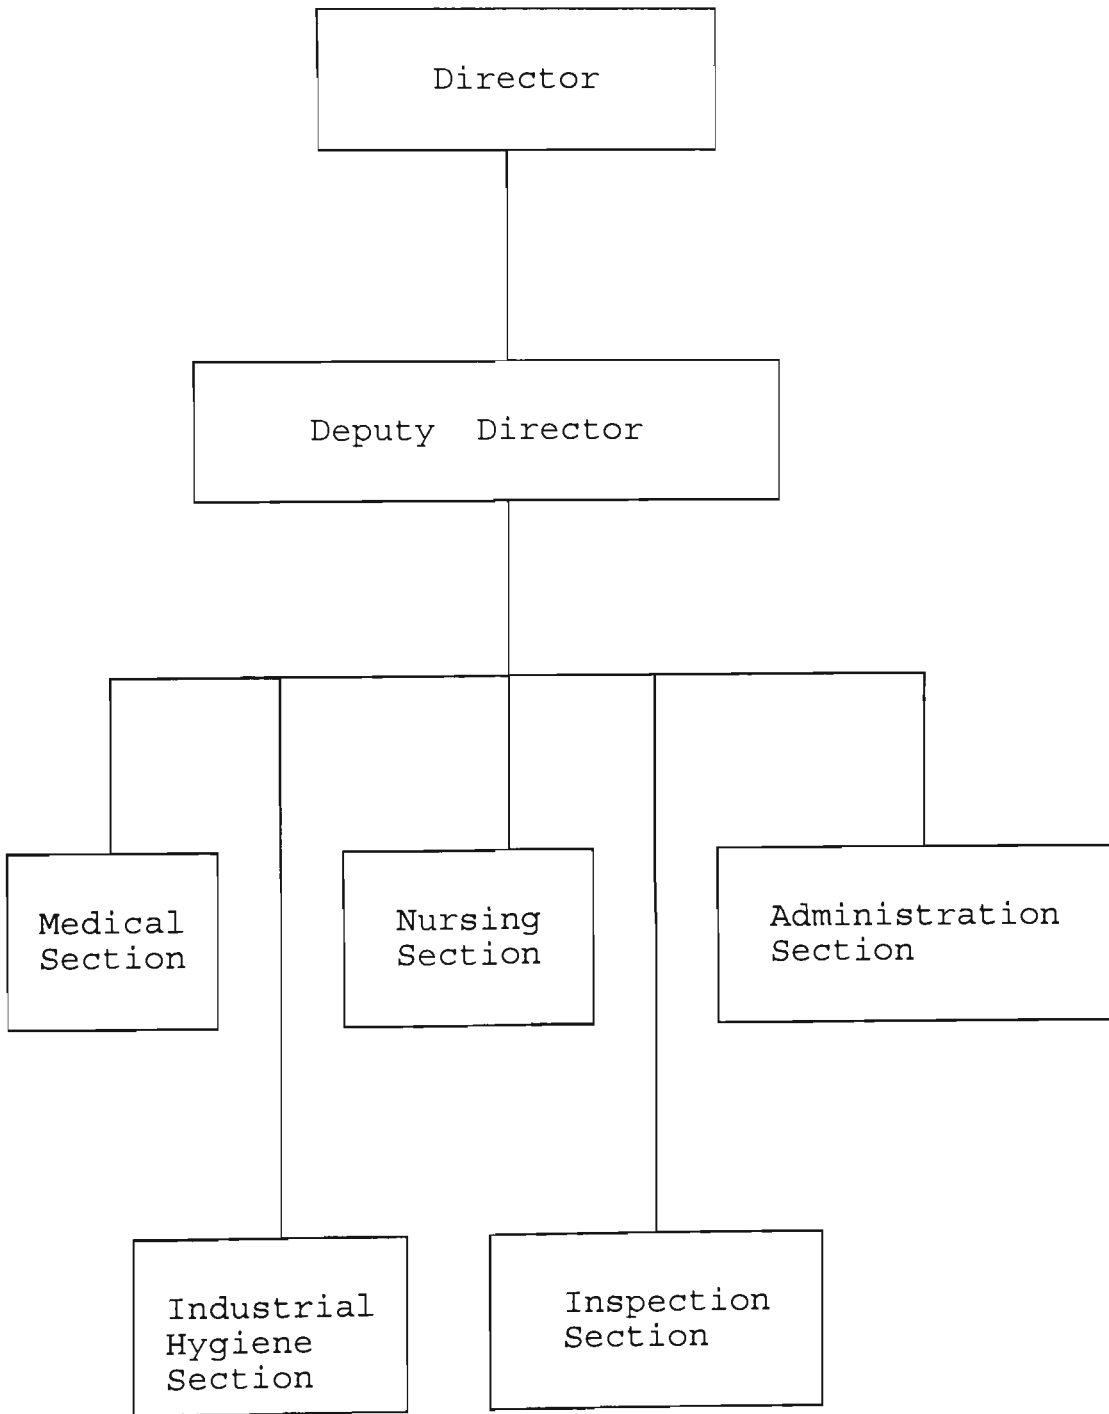 Director
Deputy Director
Medical
Section
Nursing
Section
Administration
Section
Industrial
Hygiene
Section
Inspection
Section